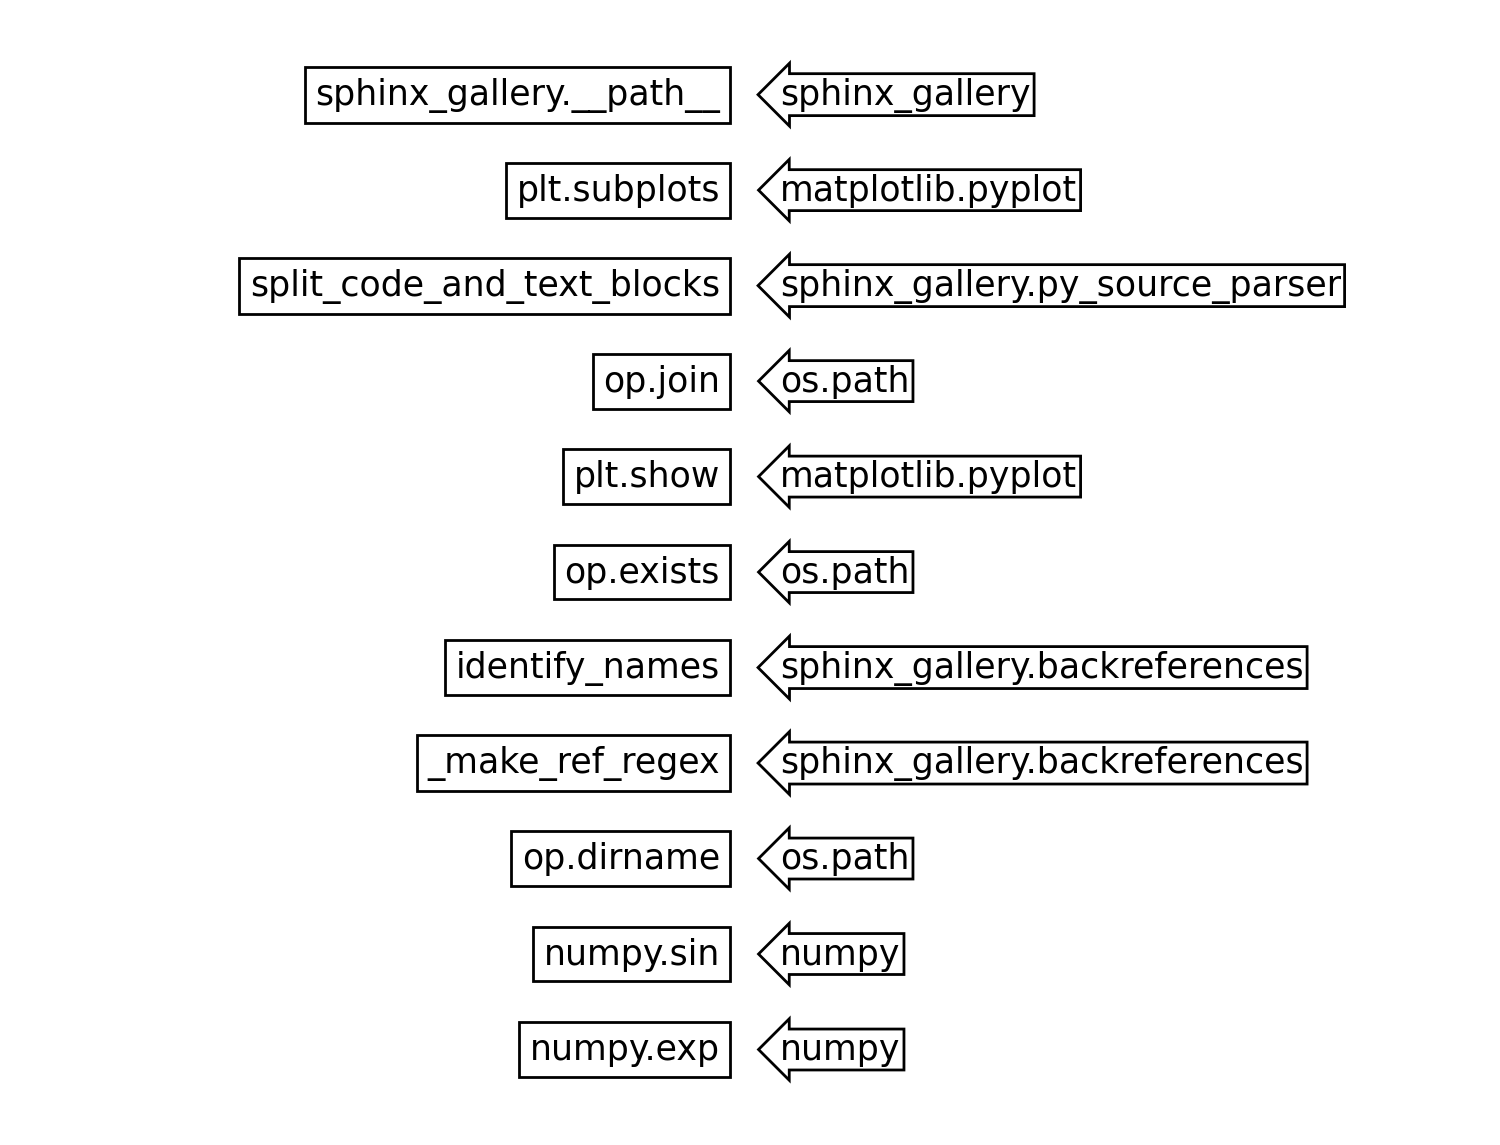 sphinx_gallery.__path__ sphinx_gallery
plt.subplots matplotlib.pyplot
split_code_and_text_blocks sphinx_gallery.py_source_parser
op.join os.path
plt.show matplotlib.pyplot
op.exists os.path
identify_names sphinx_gallery.backreferences
_make_ref_regex sphinx_gallery.backreferences
op.dirname os.path
numpy.sin numpy
numpy.exp numpy